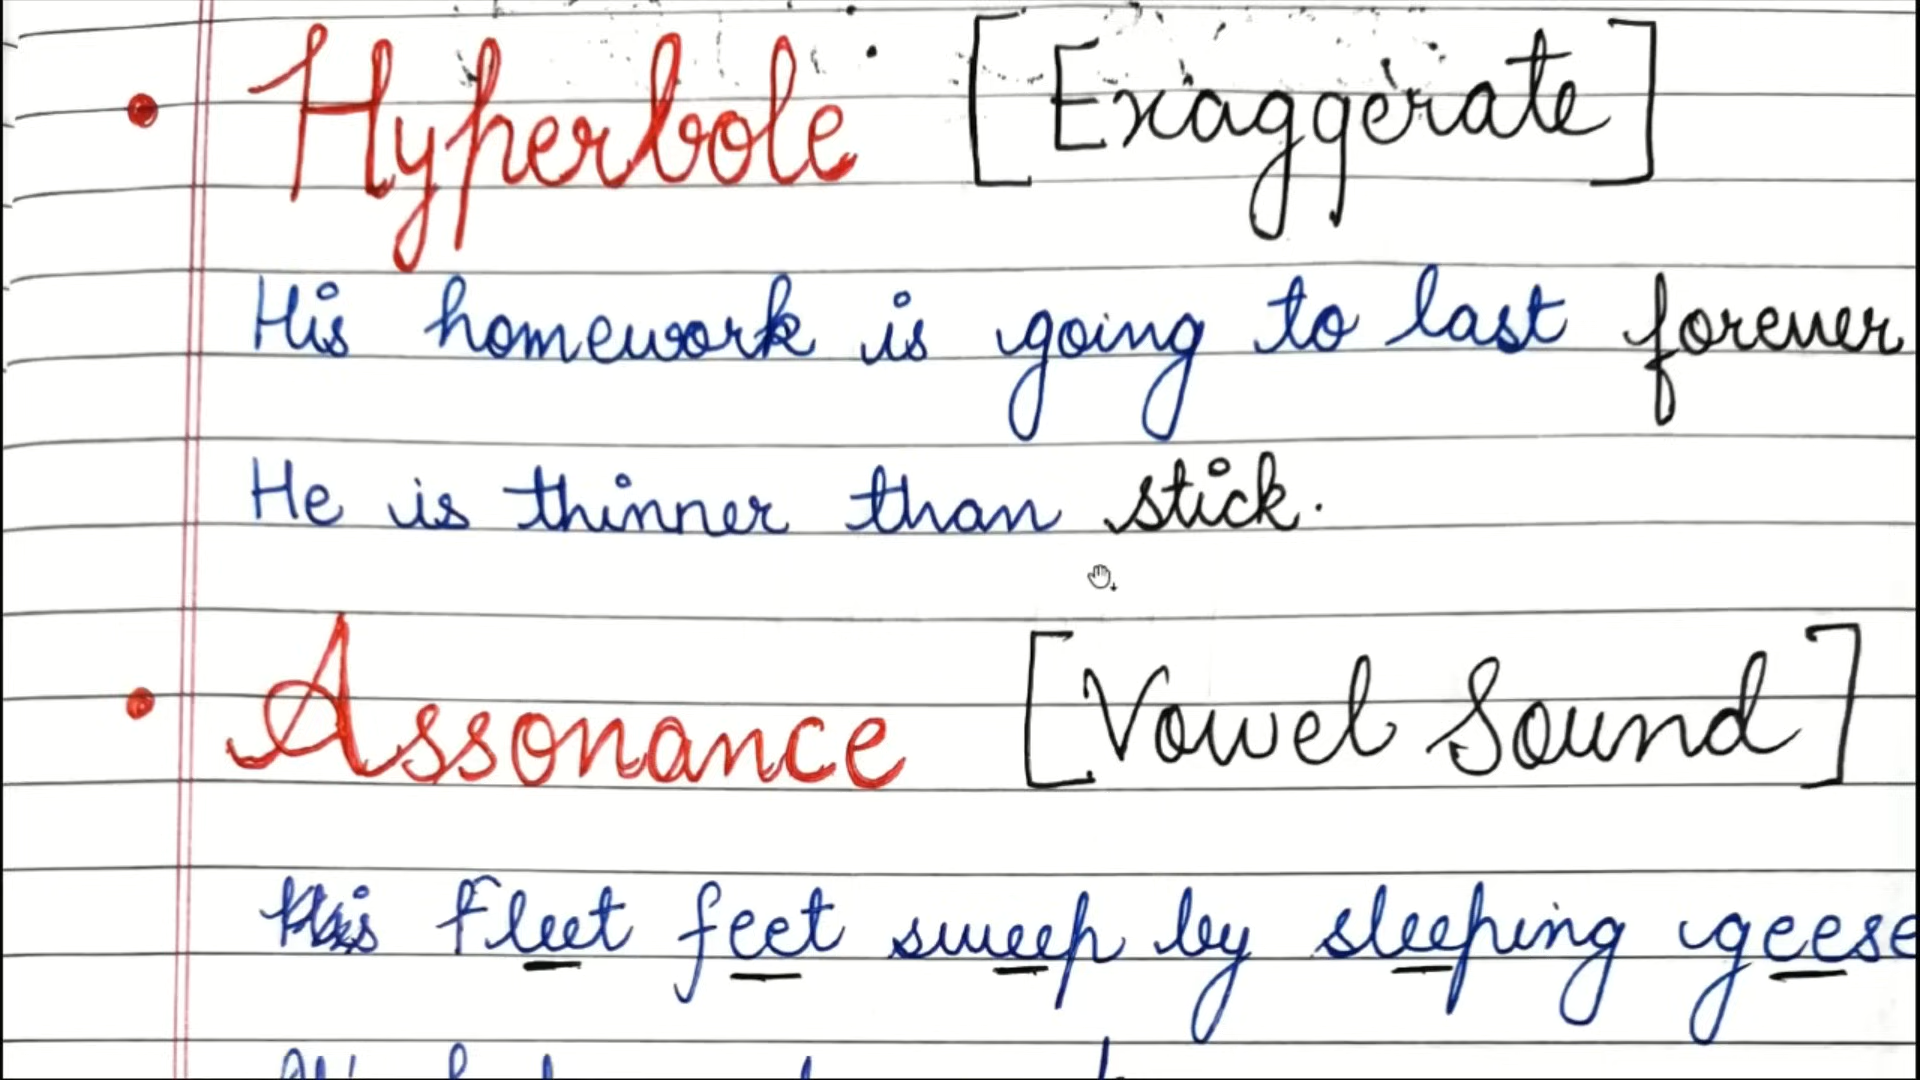 • Hyperbole [Exaggerate]
His homework is going to last forever
He is thinner than stick.
• Assonance [Vowel Sound]
His Fleet feet sweep by sleeping geese